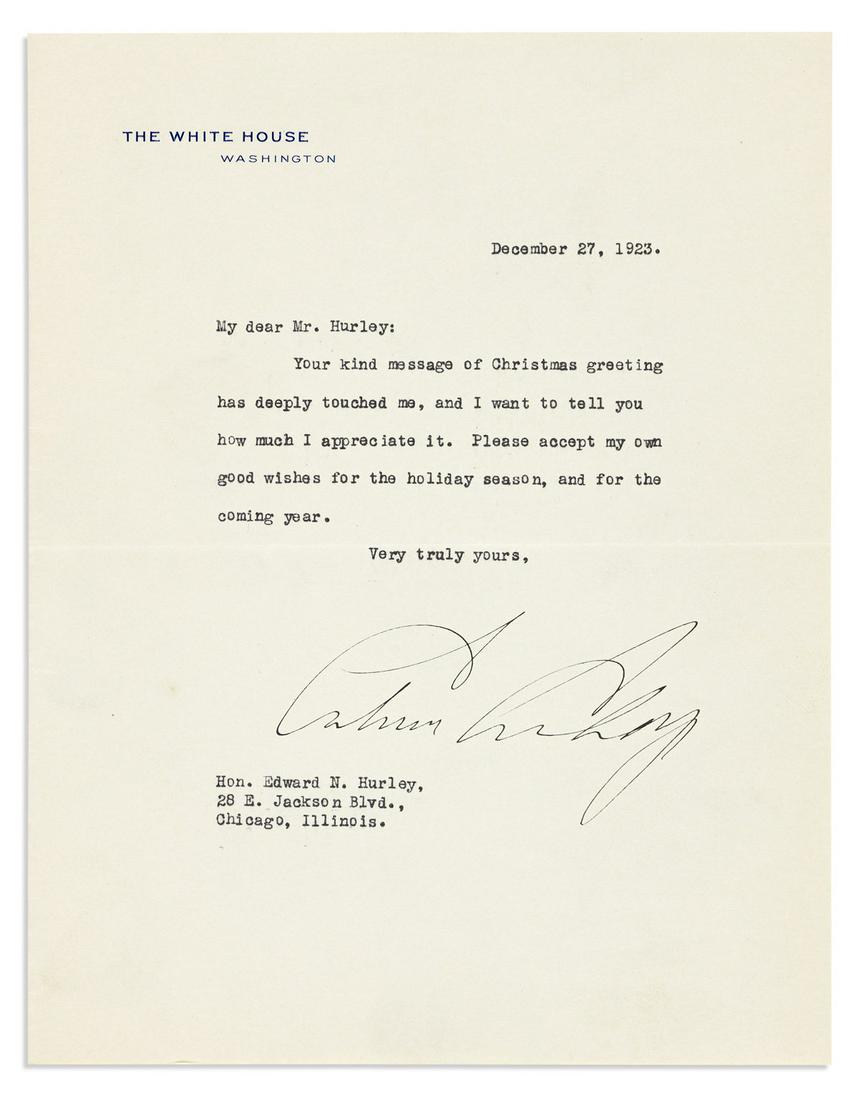 THE WHITE HOUSE
WASHINGTON
December 27, 1923.
My dear Mr. Hurley:
Your kind message of Christmas greeting
has deeply touched me, and I want to tell you
how much I appreciate it. Please accept my own
good wishes for the holiday season, and for the
coming year.
Very truly yours,
Calvin Coolidge
Hon. Edward N. Hurley,
28 E. Jackson Blvd.,
Chicago, Illinois.